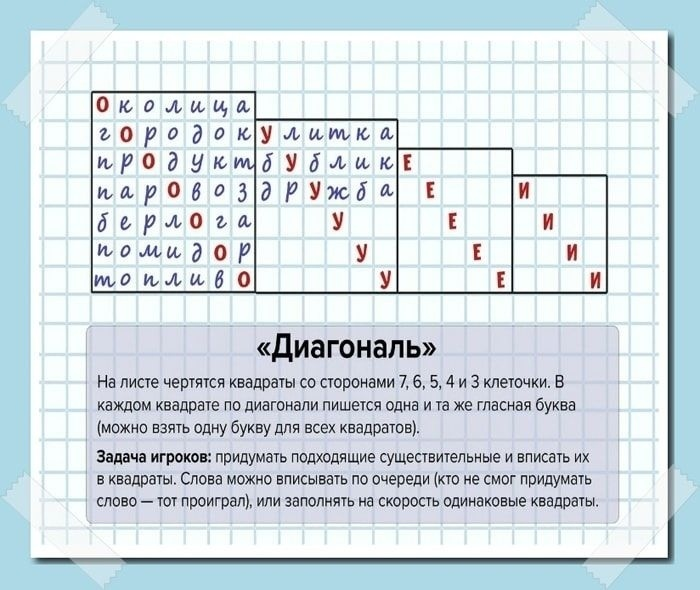 Околица
городок Улитка
продукт бУблик Е
паровоз дрУжба Е И
берлога У Е И
помидор У Е И
топливо У Е И
«Диагональ»
На листе чертятся квадраты со сторонами 7, 6, 5, 4 и 3 клеточки. В
каждом квадрате по диагонали пишется одна и та же гласная буква
(можно взять одну букву для всех квадратов).
Задача игроков: придумать подходящие существительные и вписать их
в квадраты. Слова можно вписывать по очереди (кто не смог придумать
слово — тот проиграл), или заполнять на скорость одинаковые квадраты.